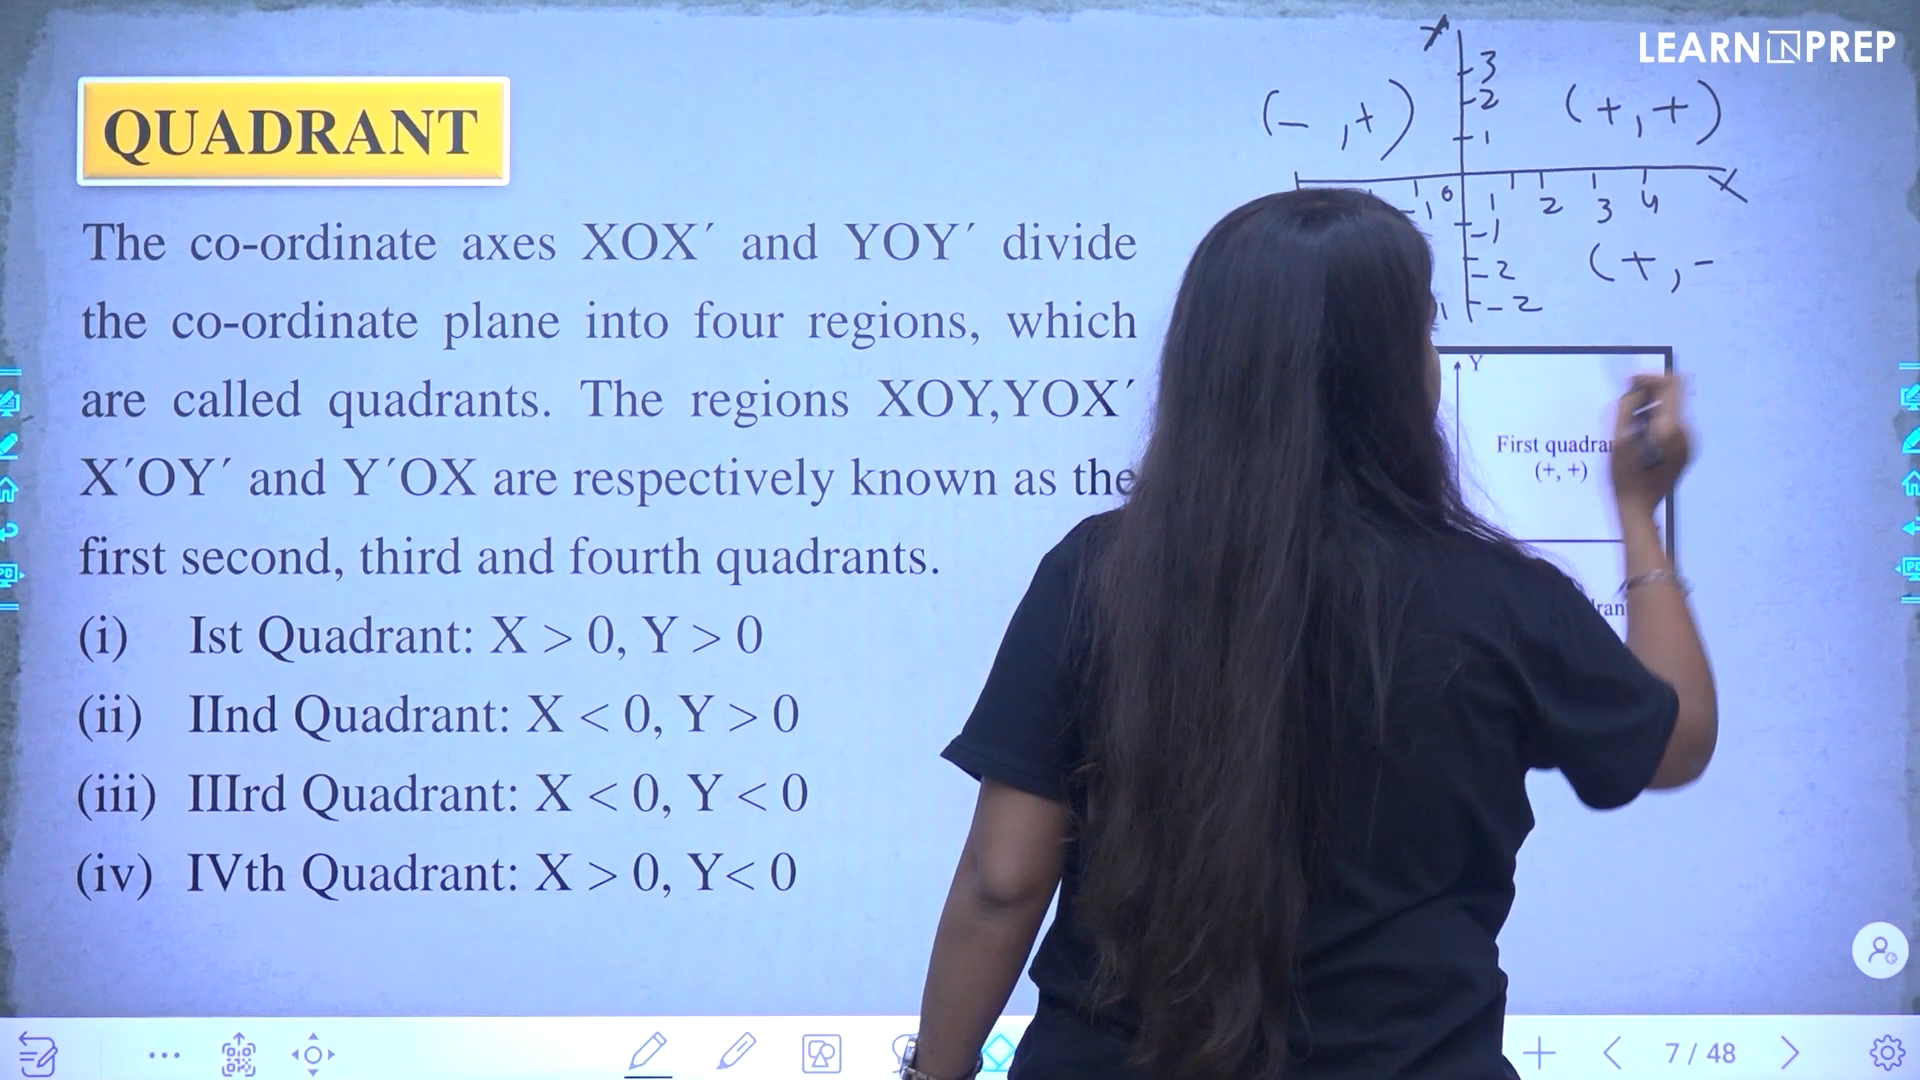 LEARN INPREP
QUADRANT
The co-ordinate axes XOX´ and YOY´ divide
the co-ordinate plane into four regions, which
are called quadrants. The regions XOY,YOX´
X´OY´ and Y´OX are respectively known as the
first second, third and fourth quadrants.
(i) Ist Quadrant: X > 0, Y > 0
(ii) IInd Quadrant: X < 0, Y > 0
(iii) IIIrd Quadrant: X < 0, Y < 0
(iv) IVth Quadrant: X > 0, Y< 0
3
(-,+) 2 (+,+)
1
X
-1 0 1 2 3 4
-1
-2 (+,-
-2
Y
First
(+, +)
7 / 48